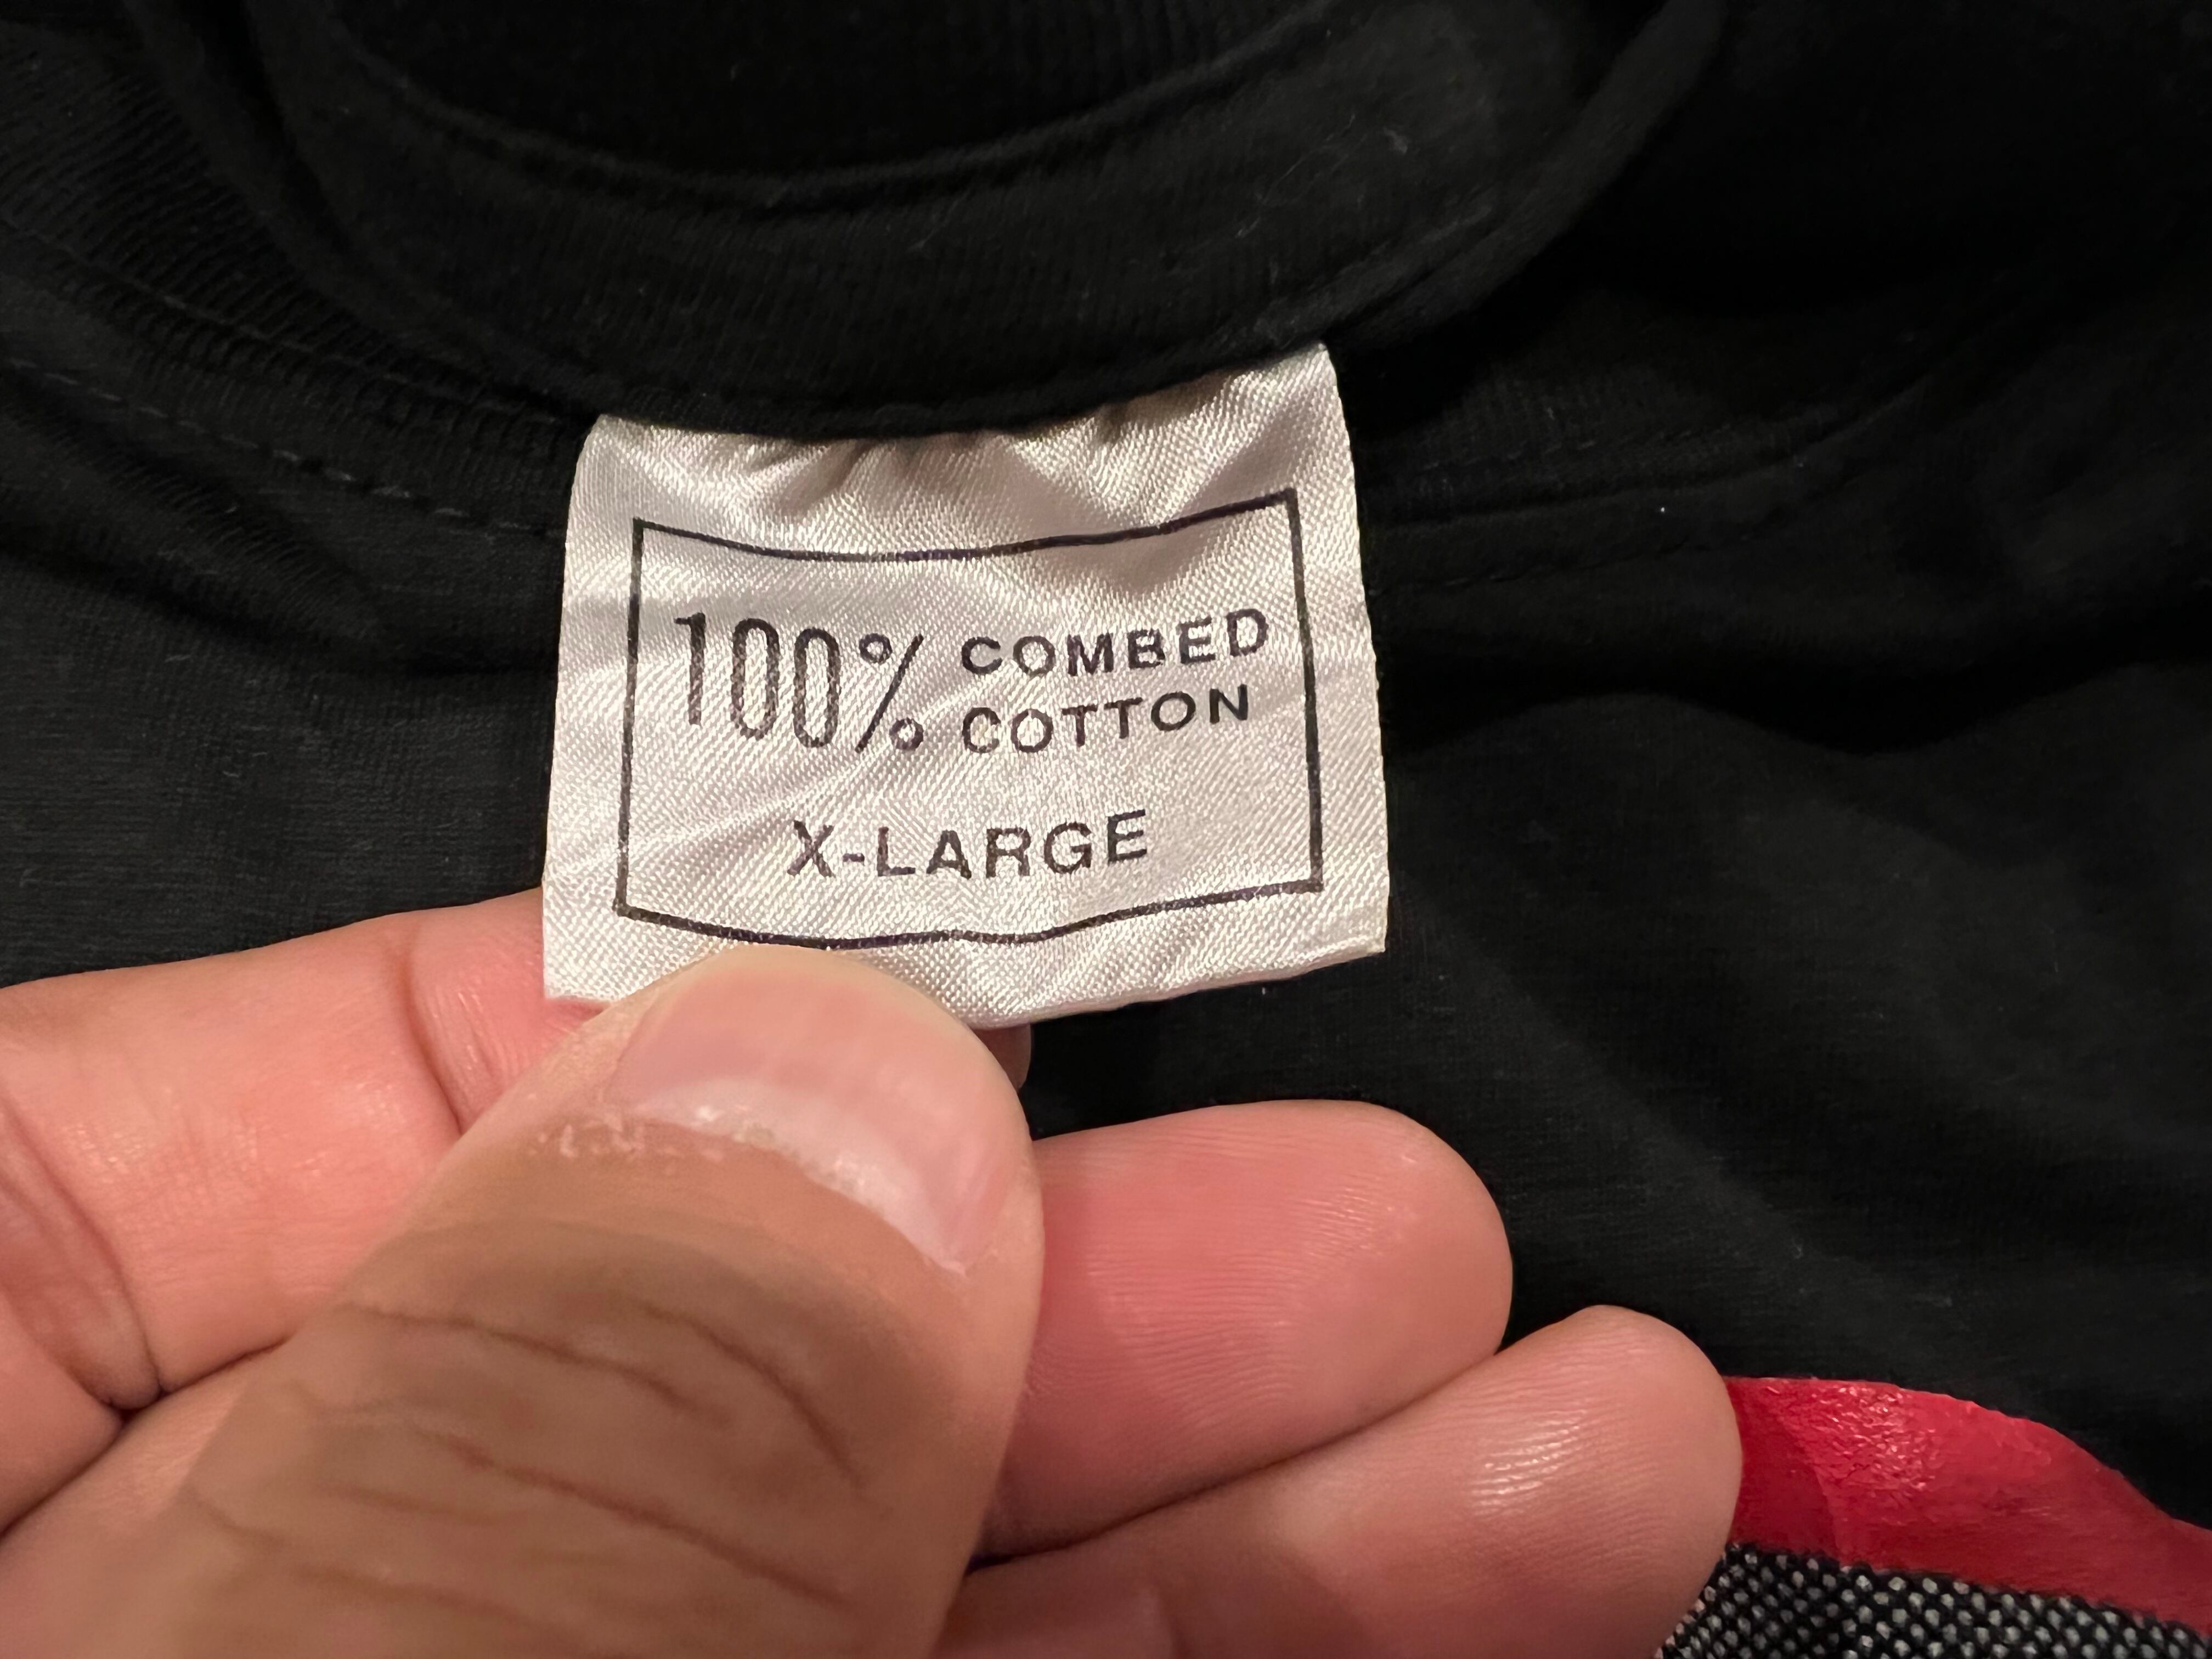 100% COMBED
COTTON
X-LARGE